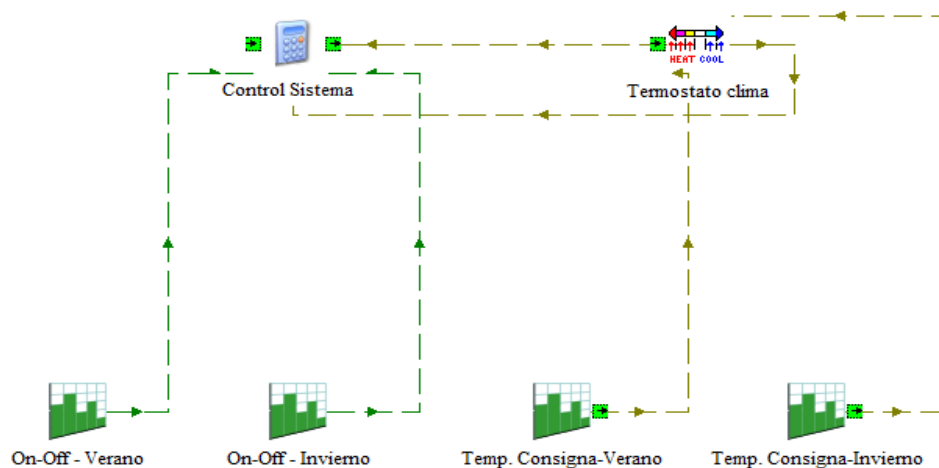 HEAT COOL
Control Sistema
Termostato clima
On-Off - Verano
On-Off - Invierno
Temp. Consigna-Verano
Temp. Consigna-Invierno